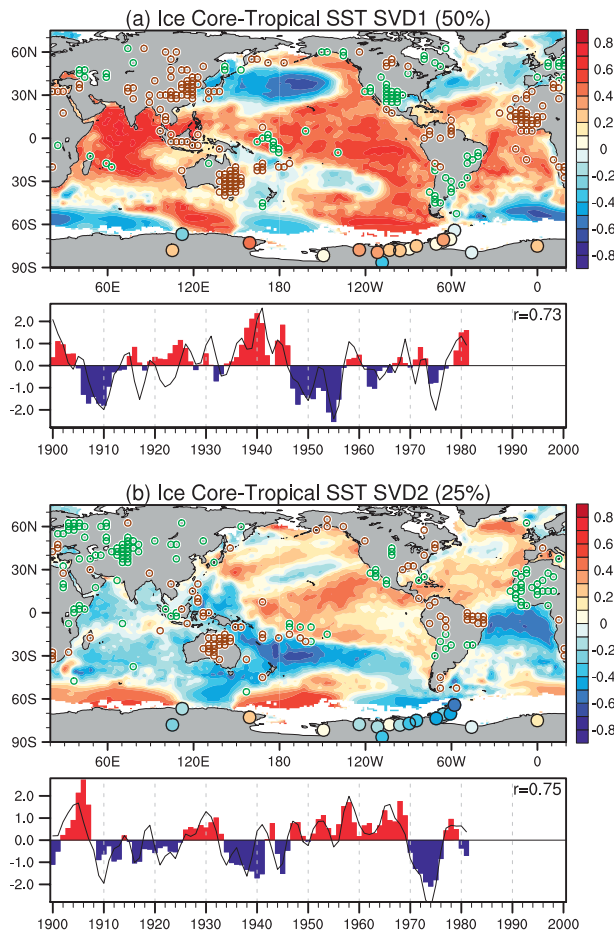 (a) Ice Core-Tropical SST SVD1 (50%)
60N
30N
0
30S
60S
90S
60E
120E
180
120W
60W
0
0.8
0.6
0.4
0.2
0
-0.2
-0.4
-0.6
-0.8
r=0.73
2.0
1.0
0.0
-1.0
-2.0
1900 1910 1920 1930 1940 1950 1960 1970 1980 1990 2000
(b) Ice Core-Tropical SST SVD2 (25%)
60N
30N
0
30S
60S
90S
60E
120E
180
120W
60W
0
0.8
0.6
0.4
0.2
0
-0.2
-0.4
-0.6
-0.8
r=0.75
2.0
1.0
0.0
-1.0
-2.0
1900 1910 1920 1930 1940 1950 1960 1970 1980 1990 2000